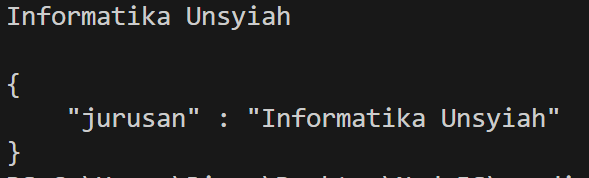 Informatika Unsyiah
{
"jurusan" : "Informatika Unsyiah"
}